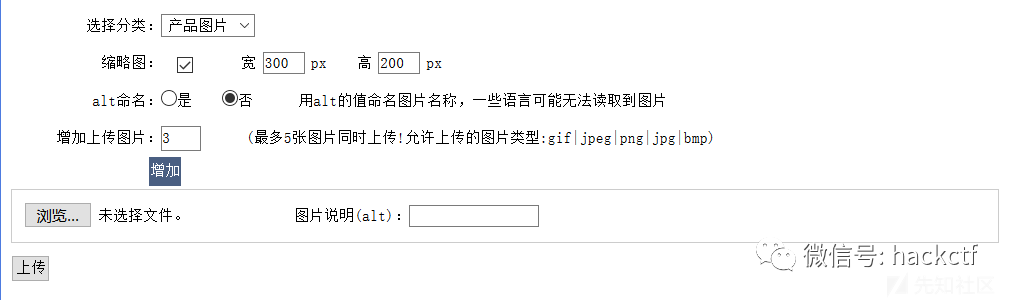 选择分类： 产品图片
缩略图： 宽 300 px 高 200 px
alt命名：是 否 用alt的值命名图片名称，一些语言可能无法读取到图片
增加上传图片：3 (最多5张图片同时上传!允许上传的图片类型:gif|jpeg|png|jpg|bmp)
增加
浏览... 未选择文件。 图片说明(alt)：
上传
微信号: hackctf
先知社区